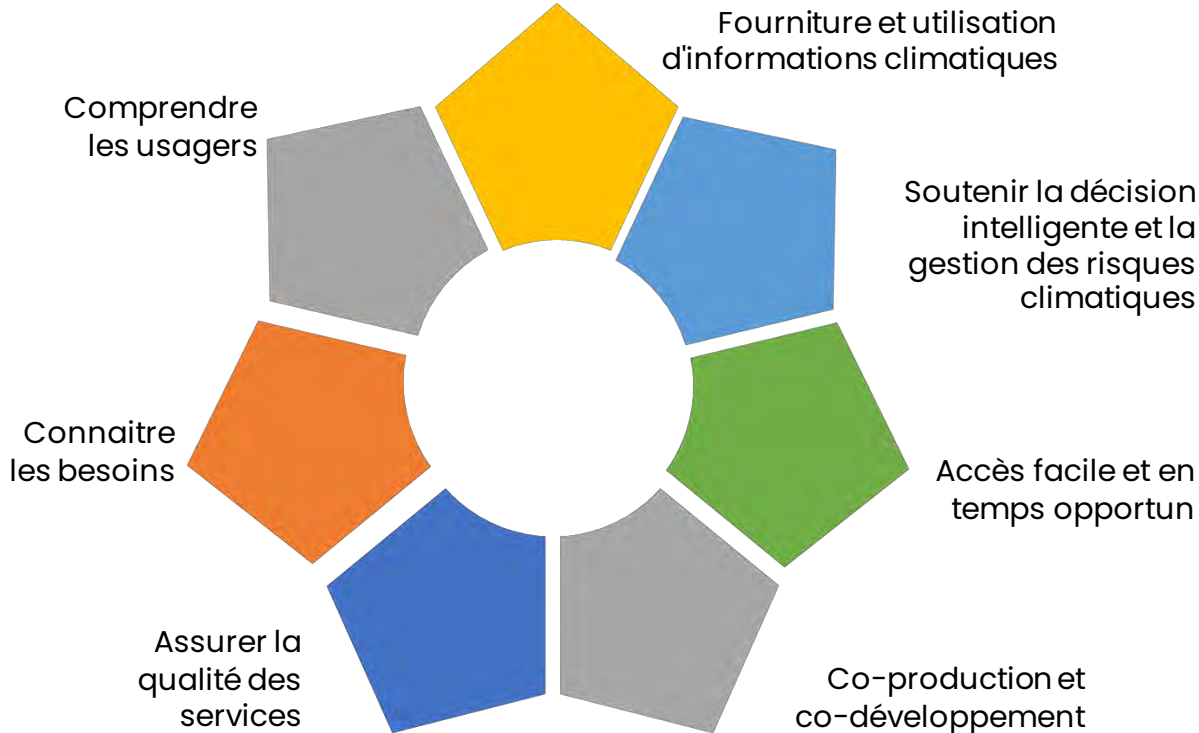 Fourniture et utilisation
d'informations climatiques
Comprendre
les usagers
Soutenir la décision
intelligente et la
gestion des risques
climatiques
Connaitre
les besoins
Accès facile et en
temps opportun
Assurer la
qualité des
services
Co-production et
co-développement